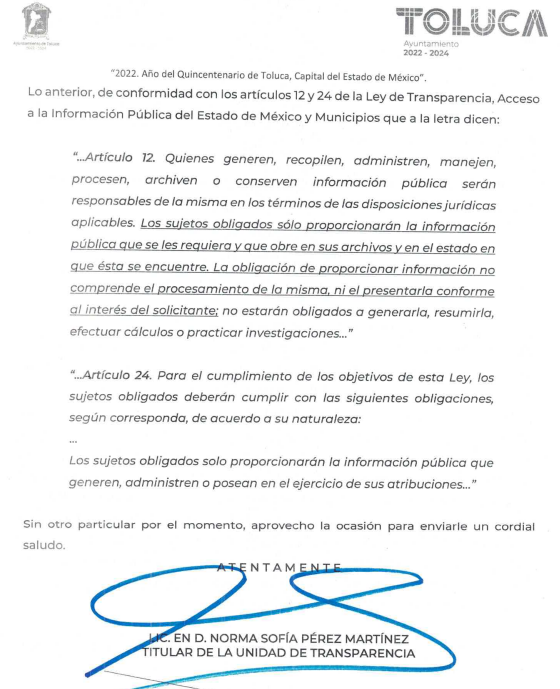 TOLUCA
Ayuntamiento
2022 - 2024
"2022. Año del Quincentenario de Toluca, Capital del Estado de México".
Lo anterior, de conformidad con los artículos 12 y 24 de la Ley de Transparencia, Acceso
a la Información Pública del Estado de México y Municipios que a la letra dicen:
"...Artículo 12. Quienes generen, recopilen, administren, manejen,
procesen, archiven o conserven información pública serán
responsables de la misma en los términos de las disposiciones jurídicas
aplicables. Los sujetos obligados sólo proporcionarán la información
pública que se les requiera y que obre en sus archivos y en el estado en
que ésta se encuentre. La obligación de proporcionar información no
comprende el procesamiento de la misma, ni el presentarla conforme
al interés del solicitante; no estarán obligados a generarla, resumirla,
efectuar cálculos o practicar investigaciones..."
"...Artículo 24. Para el cumplimiento de los objetivos de esta Ley, los
sujetos obligados deberán cumplir con las siguientes obligaciones,
según corresponda, de acuerdo a su naturaleza:
...
Los sujetos obligados solo proporcionarán la información pública que
generen, administren o posean en el ejercicio de sus atribuciones..."
Sin otro particular por el momento, aprovecho la ocasión para enviarle un cordial
saludo.
ATENTAMENTE
LIC. EN D. NORMA SOFÍA PÉREZ MARTÍNEZ
TITULAR DE LA UNIDAD DE TRANSPARENCIA